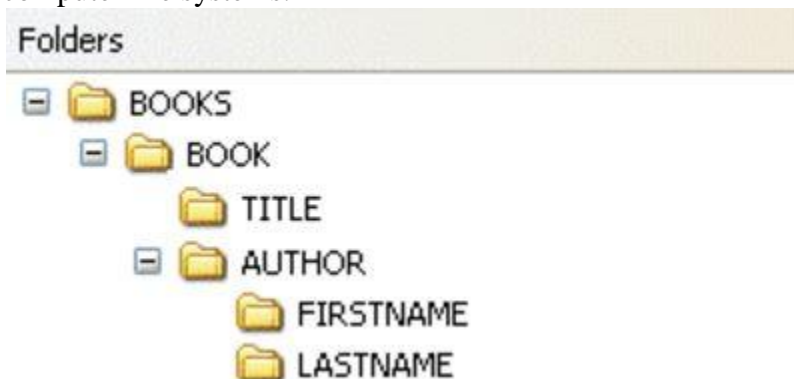 Folders
BOOKS
BOOK
TITLE
AUTHOR
FIRSTNAME
LASTNAME